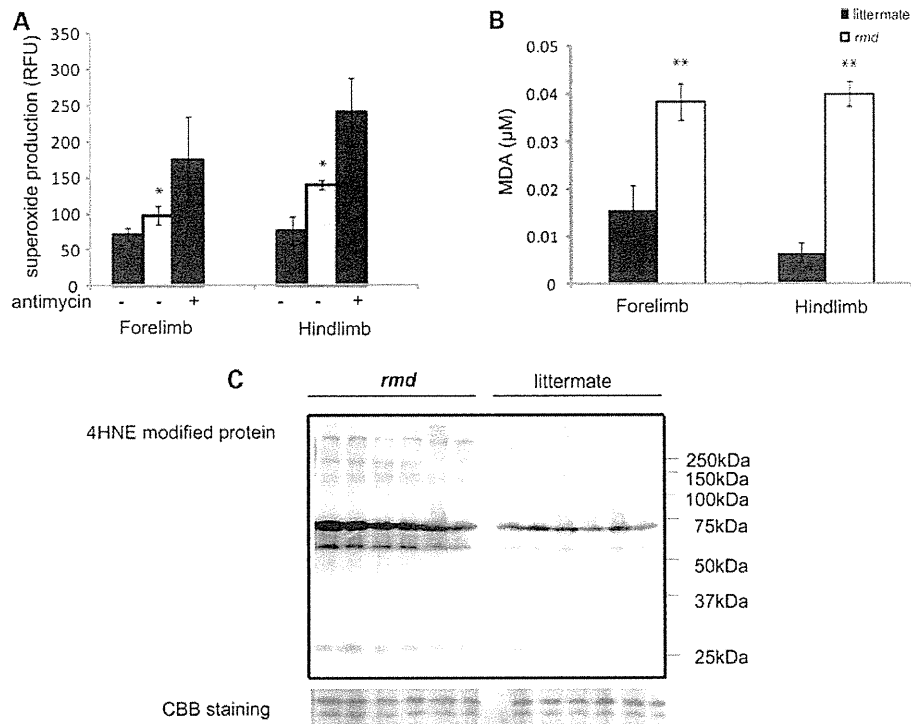 A
superoxide production (RFU)
350
300
250
200
150
100
50
0
*
*
antimycin - - + - - +
Forelimb Hindlimb
B
littermate
rmd
MDA (µM)
0.05
0.04
0.03
0.02
0.01
0
**
**
Forelimb Hindlimb
C
rmd littermate
4HNE modified protein
250kDa
150kDa
100kDa
75kDa
50kDa
37kDa
25kDa
CBB staining